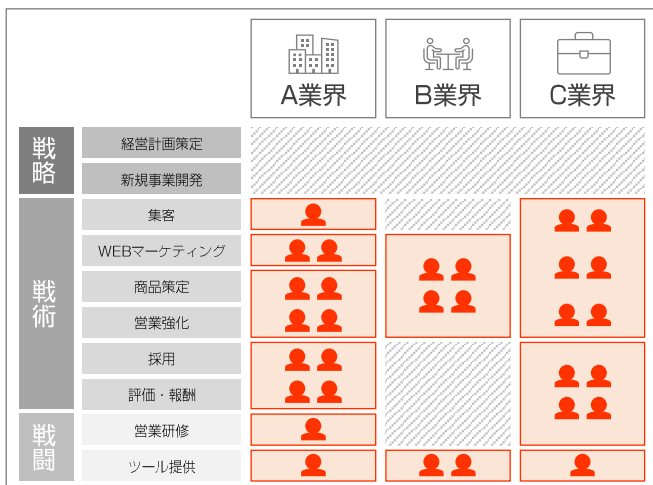 A業界
B業界
C業界
戦略
経営計画策定
新規事業開発
戦術
集客
WEBマーケティング
商品策定
営業強化
採用
評価・報酬
戦闘
営業研修
ツール提供